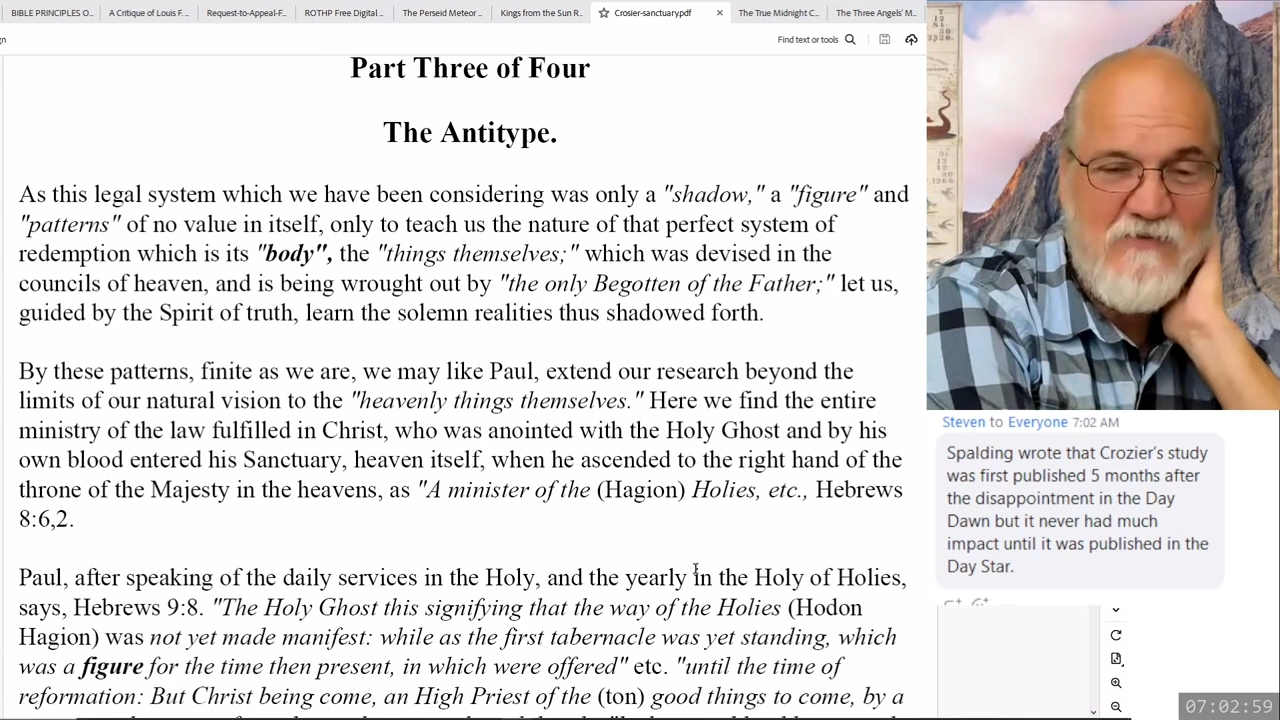 BIBLE PRINCIPLES O...
A Critique of Louis F. ...
Request-to-Appeal-F...
ROTHP Free Digital ...
The Perseid Meteor ...
Kings from the Sun R...
Crosier-sanctuary.pdf
The True Midnight C...
The Three Angels' M...
gn
Find text or tools
Part Three of Four
The Antitype.
As this legal system which we have been considering was only a "shadow," a "figure" and
"patterns" of no value in itself, only to teach us the nature of that perfect system of
redemption which is its "body", the "things themselves;" which was devised in the
councils of heaven, and is being wrought out by "the only Begotten of the Father;" let us,
guided by the Spirit of truth, learn the solemn realities thus shadowed forth.
By these patterns, finite as we are, we may like Paul, extend our research beyond the
limits of our natural vision to the "heavenly things themselves." Here we find the entire
ministry of the law fulfilled in Christ, who was anointed with the Holy Ghost and by his
own blood entered his Sanctuary, heaven itself, when he ascended to the right hand of the
throne of the Majesty in the heavens, as "A minister of the (Hagion) Holies, etc., Hebrews
8:6,2.
Paul, after speaking of the daily services in the Holy, and the yearly in the Holy of Holies,
says, Hebrews 9:8. "The Holy Ghost this signifying that the way of the Holies (Hodon
Hagion) was not yet made manifest: while as the first tabernacle was yet standing, which
was a figure for the time then present, in which were offered" etc. "until the time of
reformation: But Christ being come, an High Priest of the (ton) good things to come, by a
Steven to Everyone 7:02 AM
Spalding wrote that Crozier's study
was first published 5 months after
the disappointment in the Day
Dawn but it never had much
impact until it was published in the
Day Star.
07:02:59